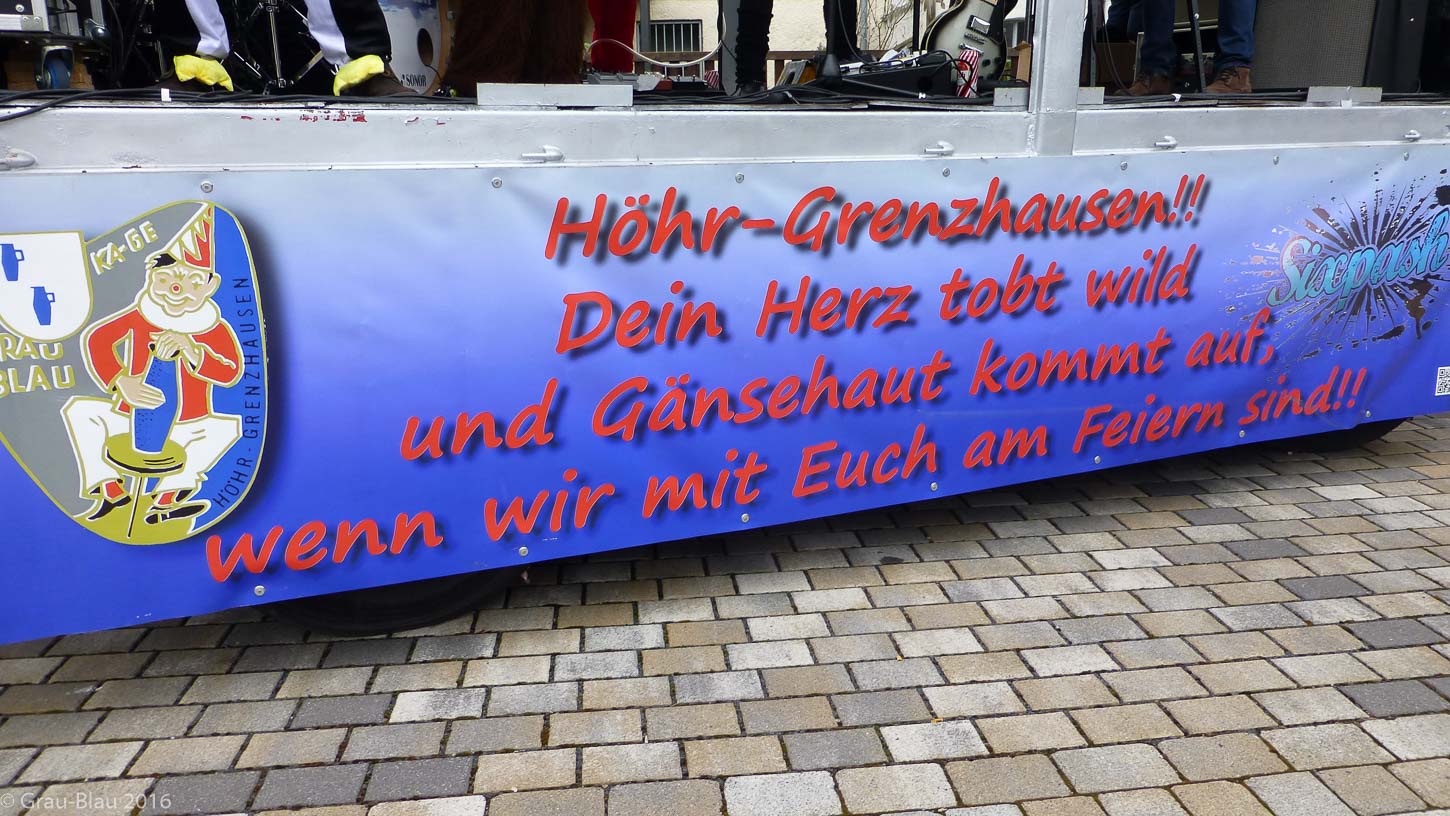 SONOR
KA-GE
RAU
BLAU
HÖHR-GRENZHAUSEN
Höhr-Grenzhausen!!
Dein Herz tobt wild
und Gänsehaut kommt auf,
wenn wir mit Euch am Feiern sind!!
Sixpash
© Grau-Blau 2016